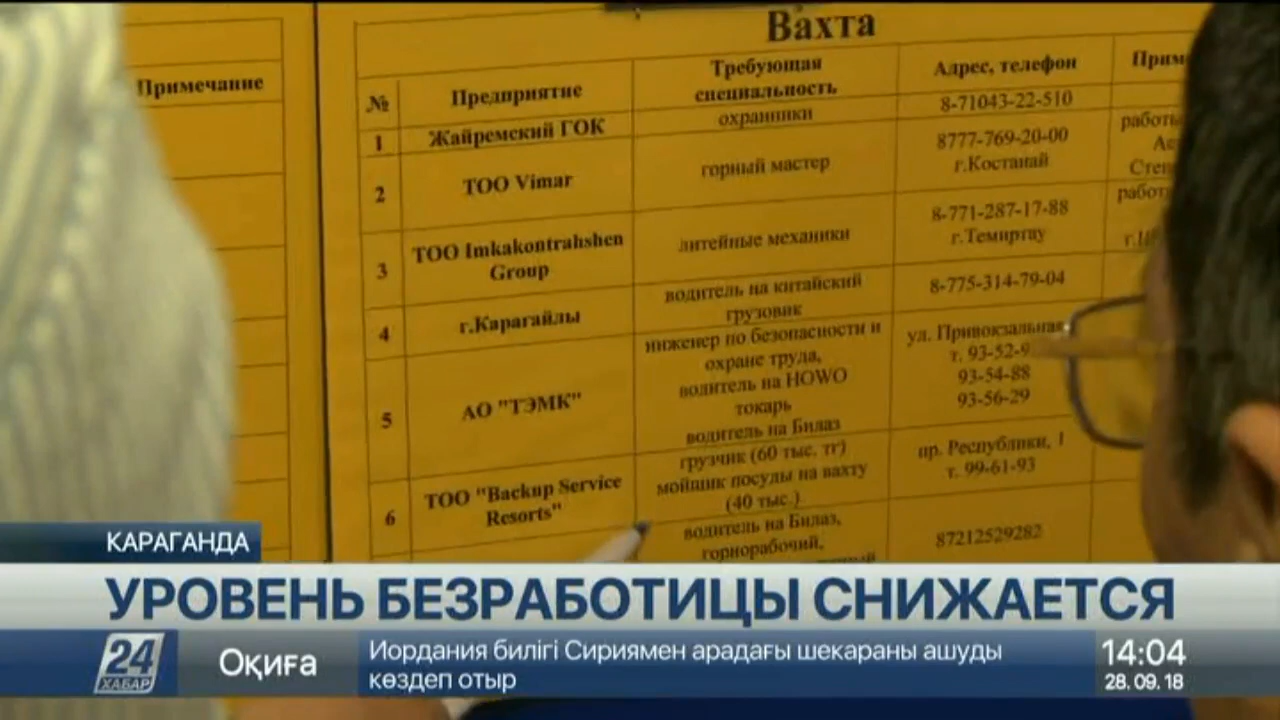 Вахта
Примечание
№
Предприятие
Требующая
специальность
Адрес, телефон
1
Жайремский ГОК
охранники
8-71043-22-510
2
ТОО Vimar
горный мастер
8777-769-20-00
г.Костанай
3
ТОО Imkakontrahshen
Group
литейные механики
8-771-287-17-88
г.Темиртау
4
г.Карагайлы
водитель на китайский
грузовик
8-775-314-79-04
5
АО "ТЭМК"
инженер по безопасности и
охране труда,
водитель на HOWO
токарь
водитель на Билаз
ул. Привокзальная
93-54-88
93-56-29
6
ТОО "Backup Service
Resorts"
грузчик (60 тыс. тг)
мойщик посуды на вахту
(40 тыс.)
пр. Республики, 1
т. 99-61-93
водитель на Билаз,
горнорабочий,
87212529282
КАРАГАНДА
УРОВЕНЬ БЕЗРАБОТИЦЫ СНИЖАЕТСЯ
24
ХАБАР
Оқиға
Иордания билігі Сириямен арадағы шекараны ашуды
көздеп отыр
14:04
28.09.18